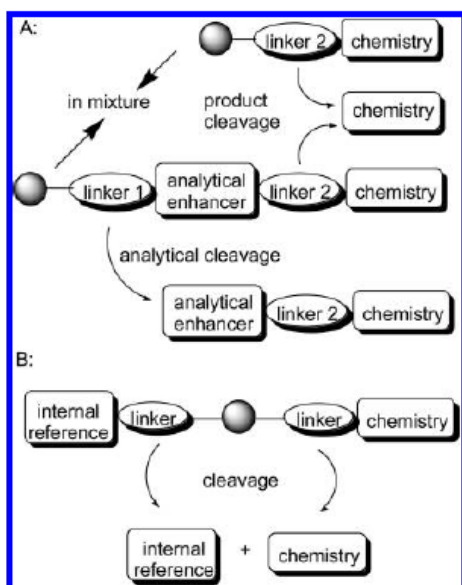 A:
linker 2
chemistry
in mixture
product
cleavage
chemistry
linker 1
analytical
enhancer
linker 2
chemistry
analytical cleavage
analytical
enhancer
linker 2
chemistry
B:
internal
reference
linker
linker
chemistry
cleavage
internal
reference
+
chemistry